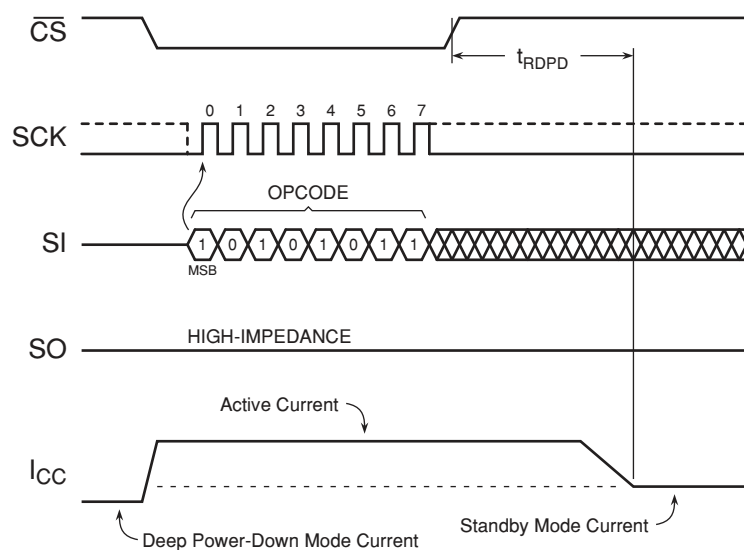 CS
tRDPD
0 1 2 3 4 5 6 7
SCK
OPCODE
SI
1 0 1 0 1 0 1 1
MSB
HIGH-IMPEDANCE
SO
Active Current
ICC
Standby Mode Current
Deep Power-Down Mode Current